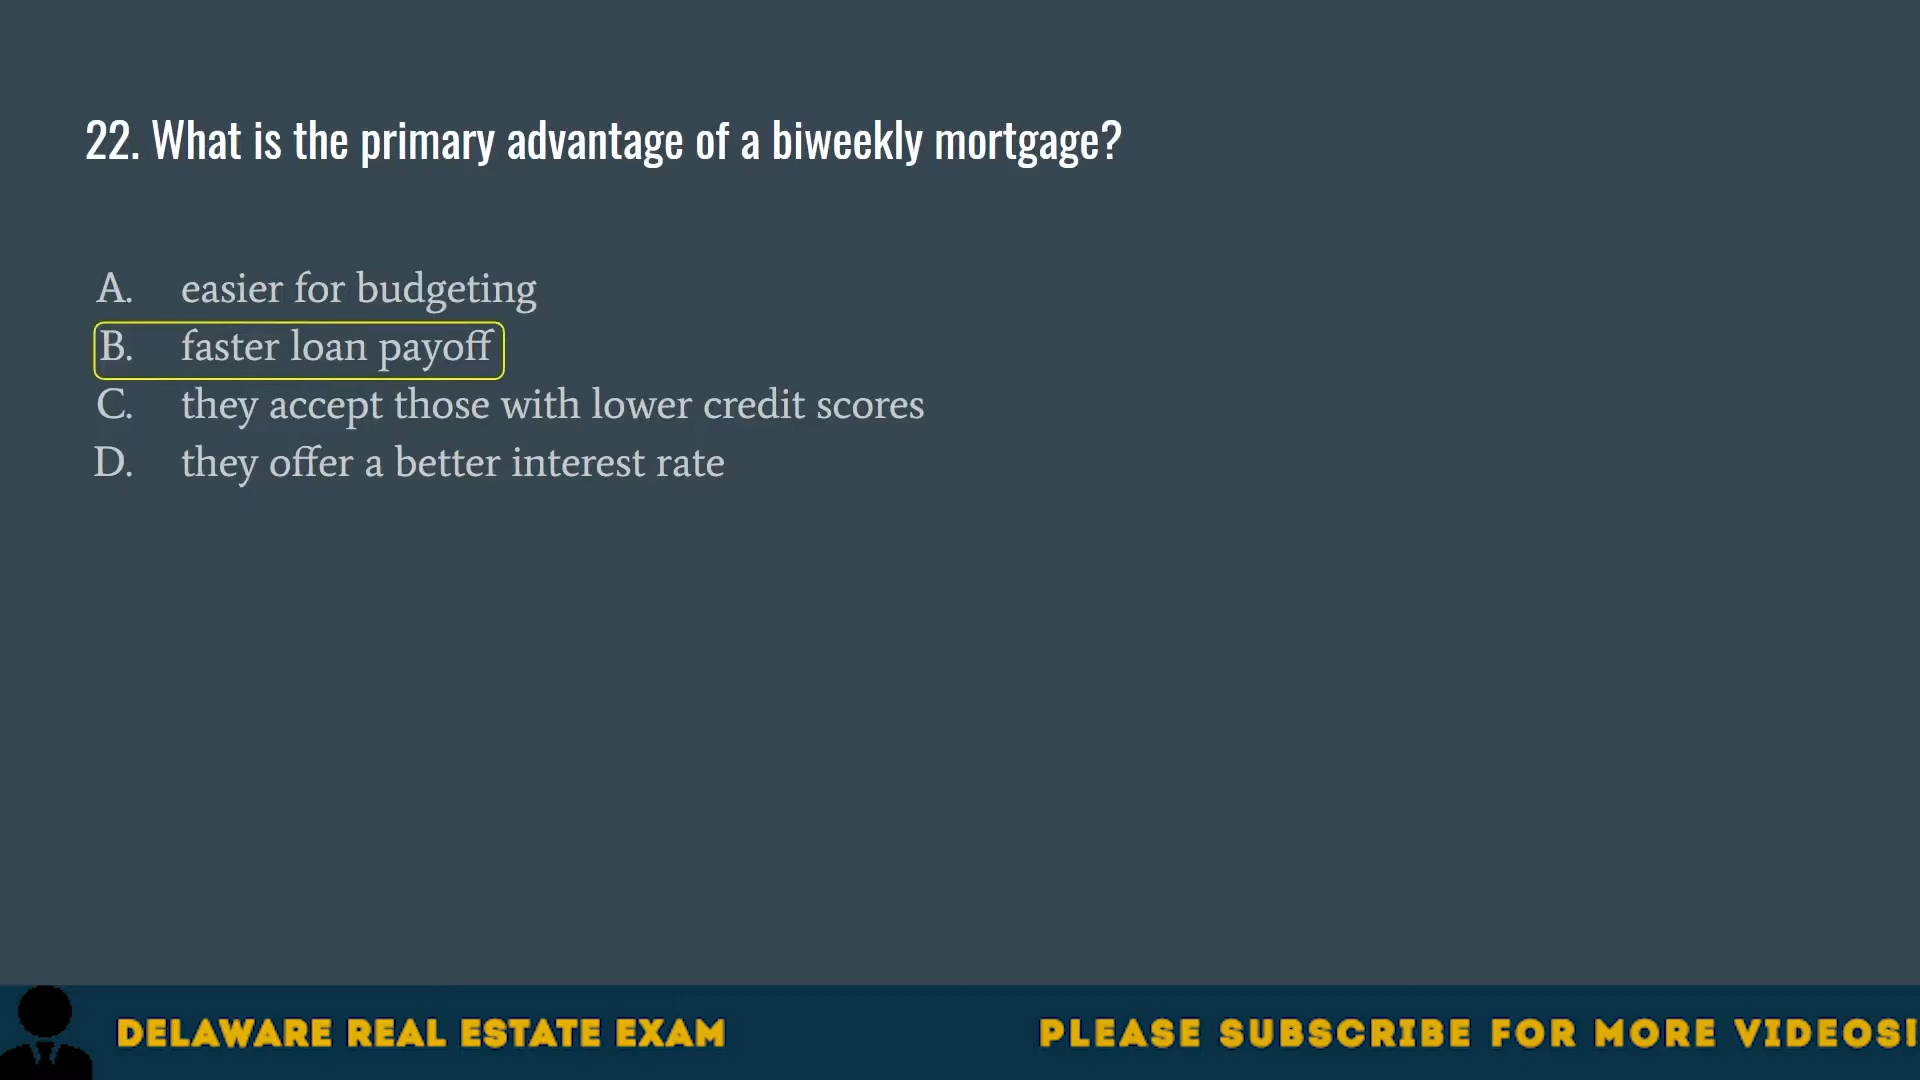 22. What is the primary advantage of a biweekly mortgage?
A. easier for budgeting
B. faster loan payoff
C. they accept those with lower credit scores
D. they offer a better interest rate
DELAWARE REAL ESTATE EXAM
PLEASE SUBSCRIBE FOR MORE VIDEOS!